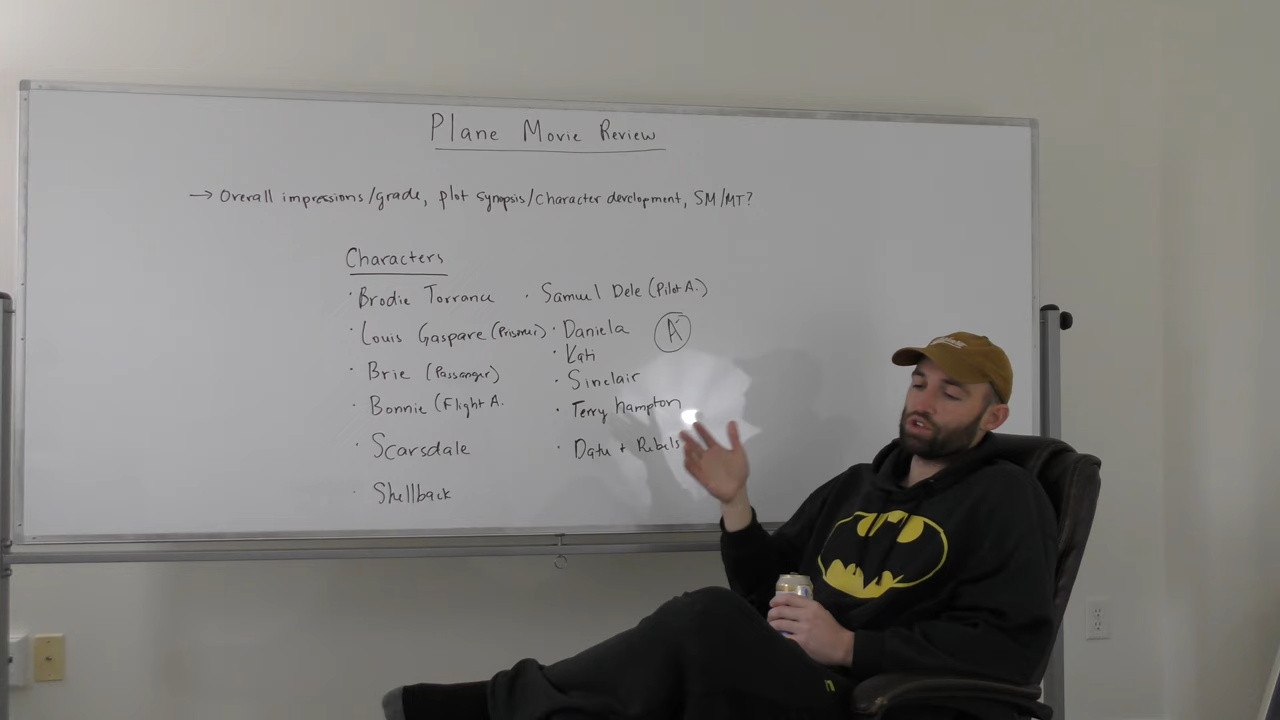 Plane Movie Review
→ Overall impressions/grade, plot synopsis/character development, SM/MT?
Characters
· Brodie Torrance
· Louis Gaspare (Prisoner)
· Brie (Passenger)
· Bonnie (Flight A.
· Scarsdale
· Shellback
· Samuel Dele (Pilot A.)
· Daniela
· Kati
· Sinclair
· Terry Hampton
· Datu + Rebels
A-